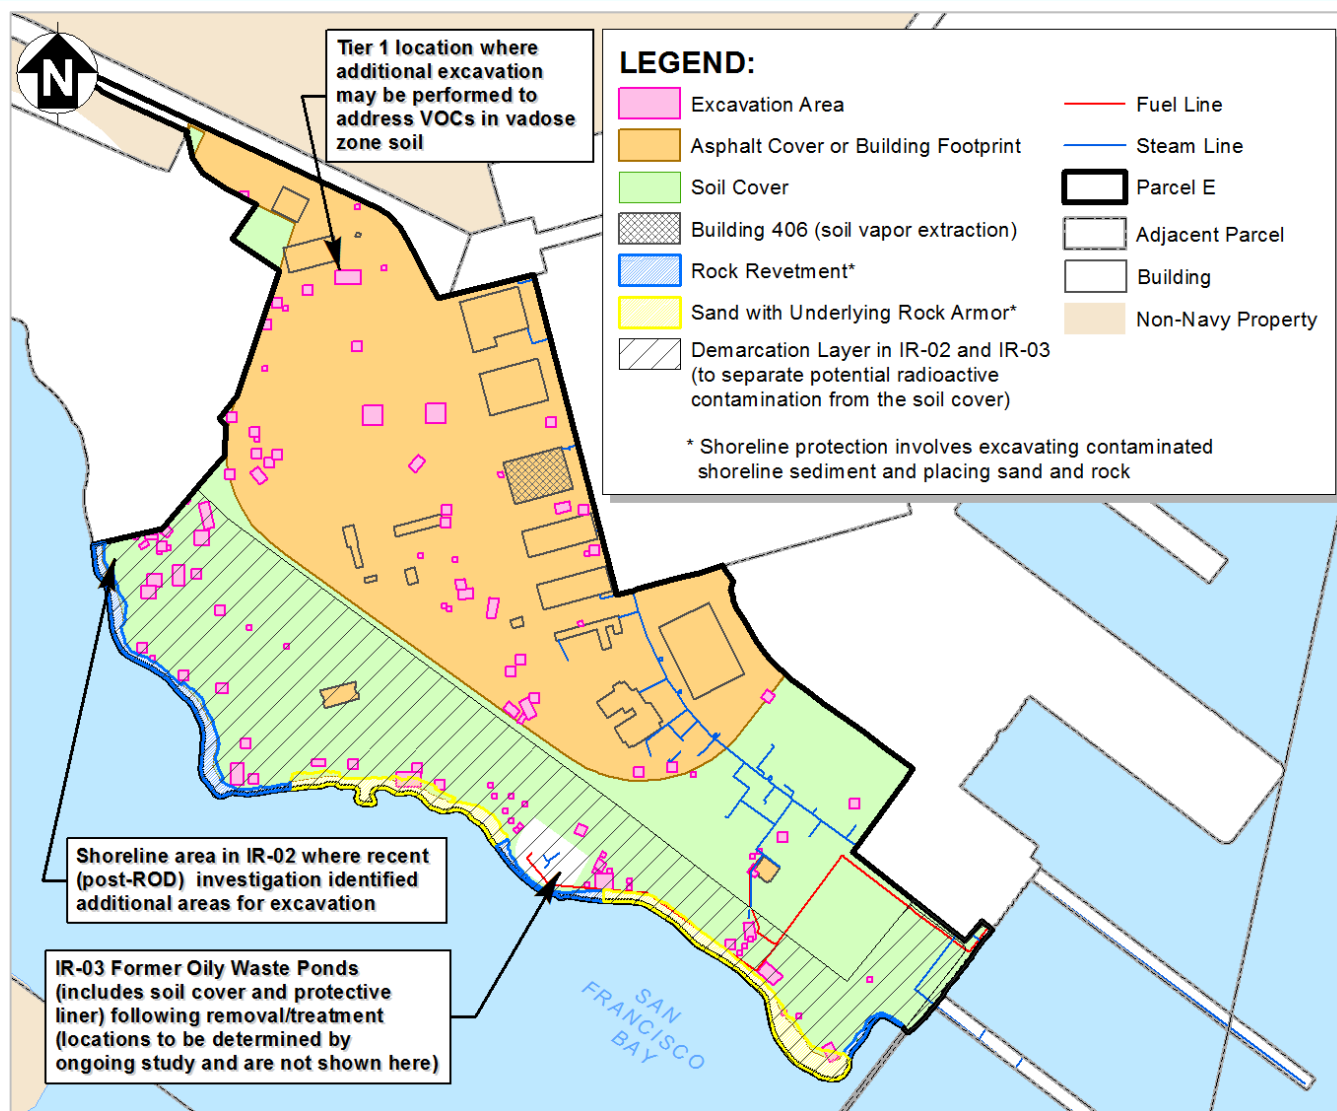 N
Tier 1 location where
additional excavation
may be performed to
address VOCs in vadose
zone soil
LEGEND:
Excavation Area
Asphalt Cover or Building Footprint
Soil Cover
Building 406 (soil vapor extraction)
Rock Revetment*
Sand with Underlying Rock Armor*
Demarcation Layer in IR-02 and IR-03
(to separate potential radioactive
contamination from the soil cover)
Fuel Line
Steam Line
Parcel E
Adjacent Parcel
Building
Non-Navy Property
* Shoreline protection involves excavating contaminated
shoreline sediment and placing sand and rock
Shoreline area in IR-02 where recent
(post-ROD) investigation identified
additional areas for excavation
IR-03 Former Oily Waste Ponds
(includes soil cover and protective
liner) following removal/treatment
(locations to be determined by
ongoing study and are not shown here)
SAN
FRANCISCO
BAY